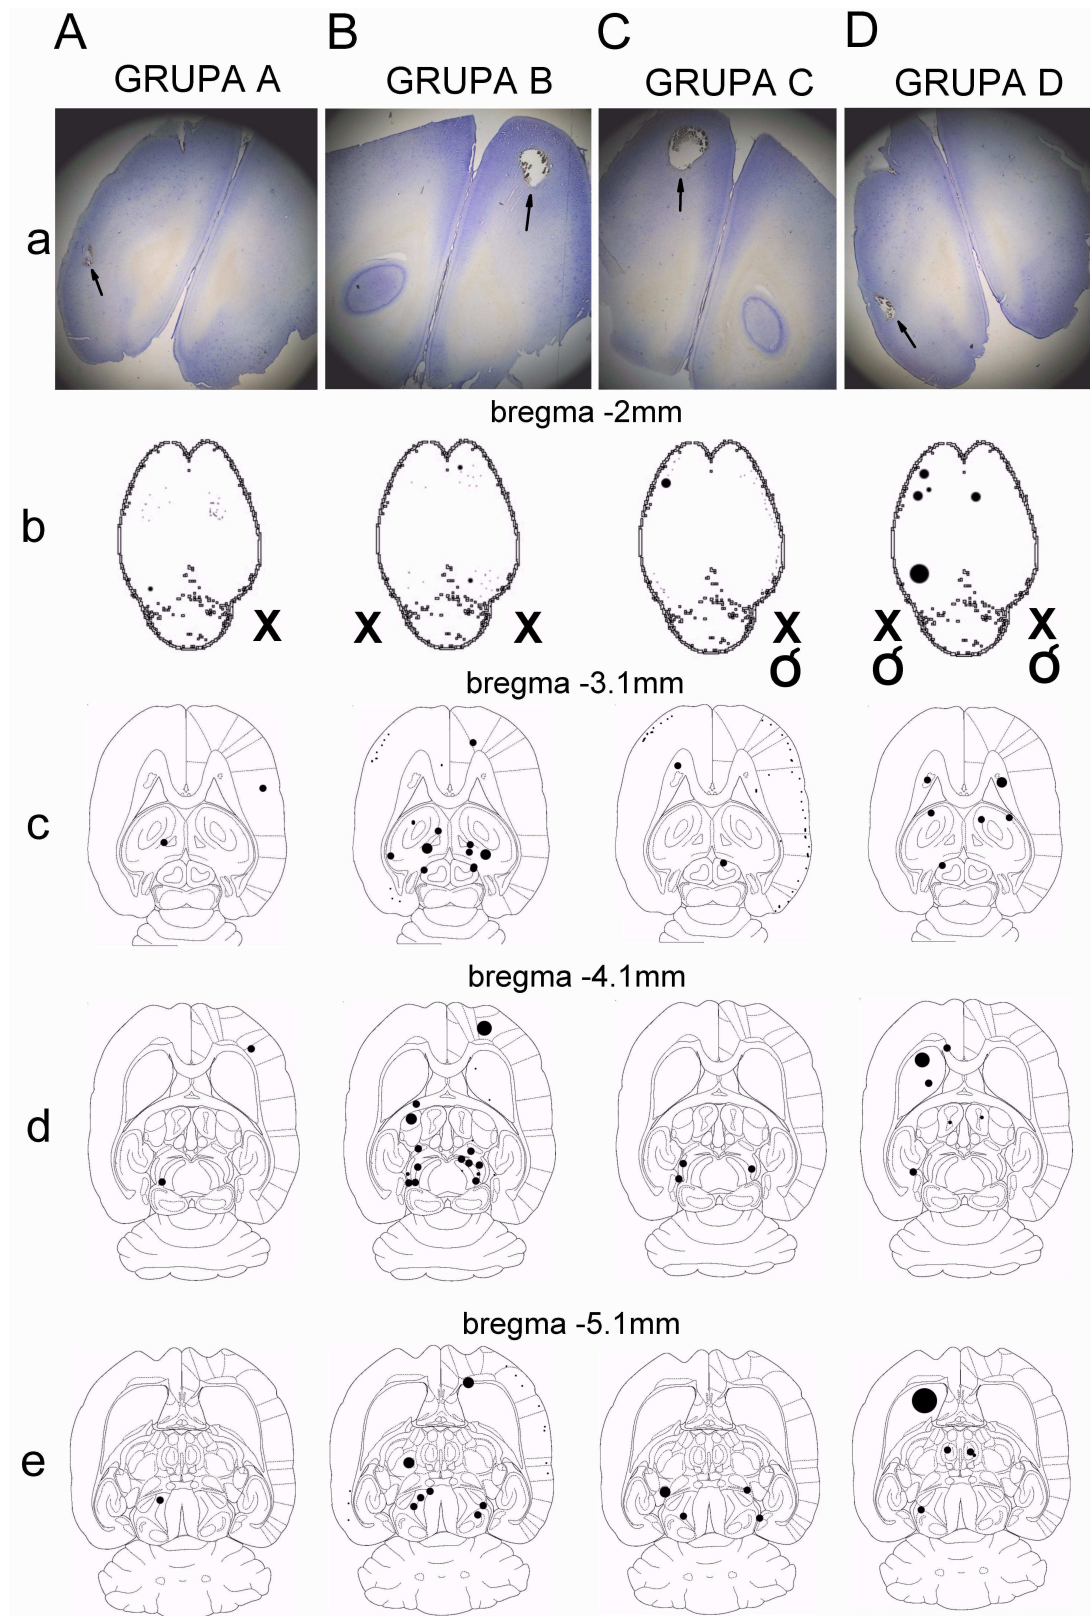 A B C D
GRUPA A GRUPA B GRUPA C GRUPA D
a
bregma -2mm
b
X X X X X X
bregma -3.1mm
c
bregma -4.1mm
d
bregma -5.1mm
e